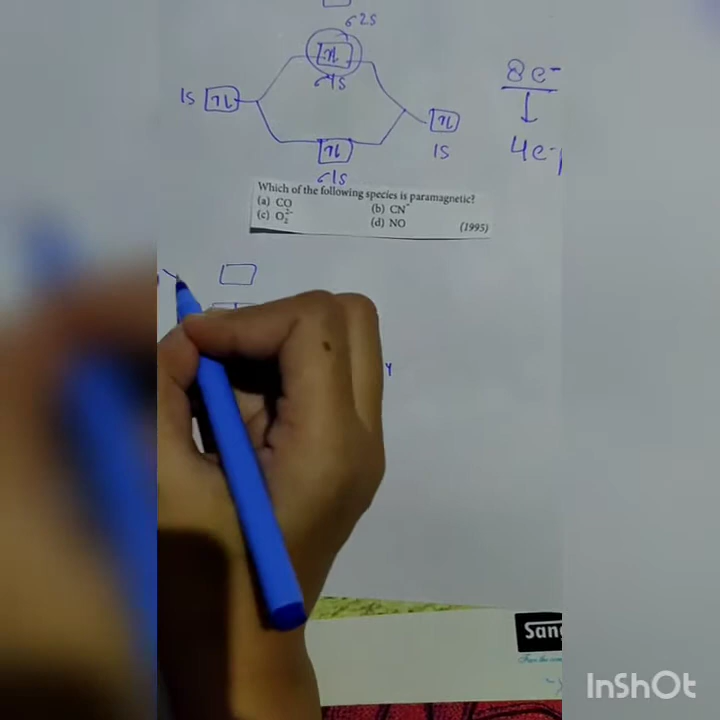 σ2s
σ*1s
1s
1s
σ1s
8e⁻
↓
4e⁻
Which of the following species is paramagnetic?
(a) CO
(b) CN⁻
(c) O₂²⁻
(d) NO
(1995)
y
San
InShOt